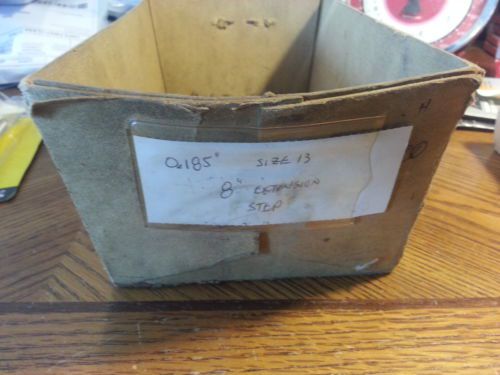 0.185" SIZE 13
8" EXTENSION
STEP